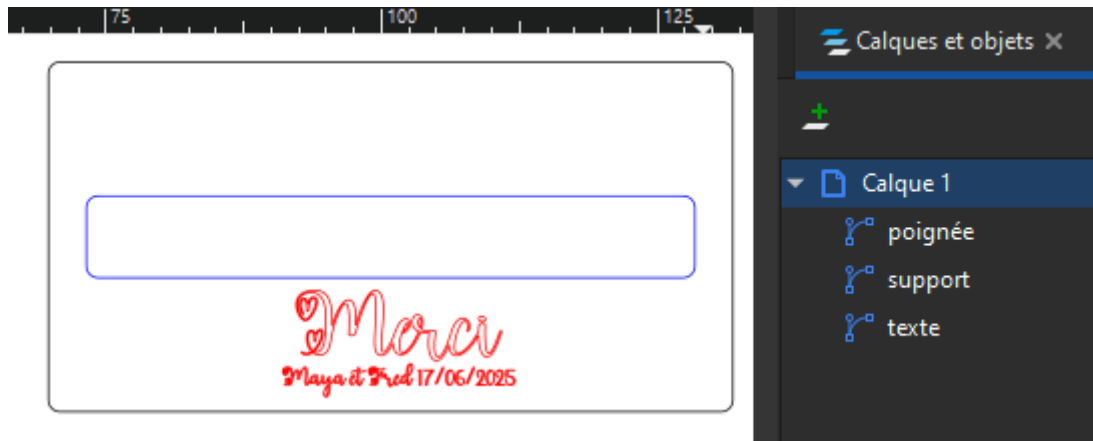 75 100 125
Calques et objets
Calque 1
poignée
support
texte
Merci
Maya et Fred 17/06/2025